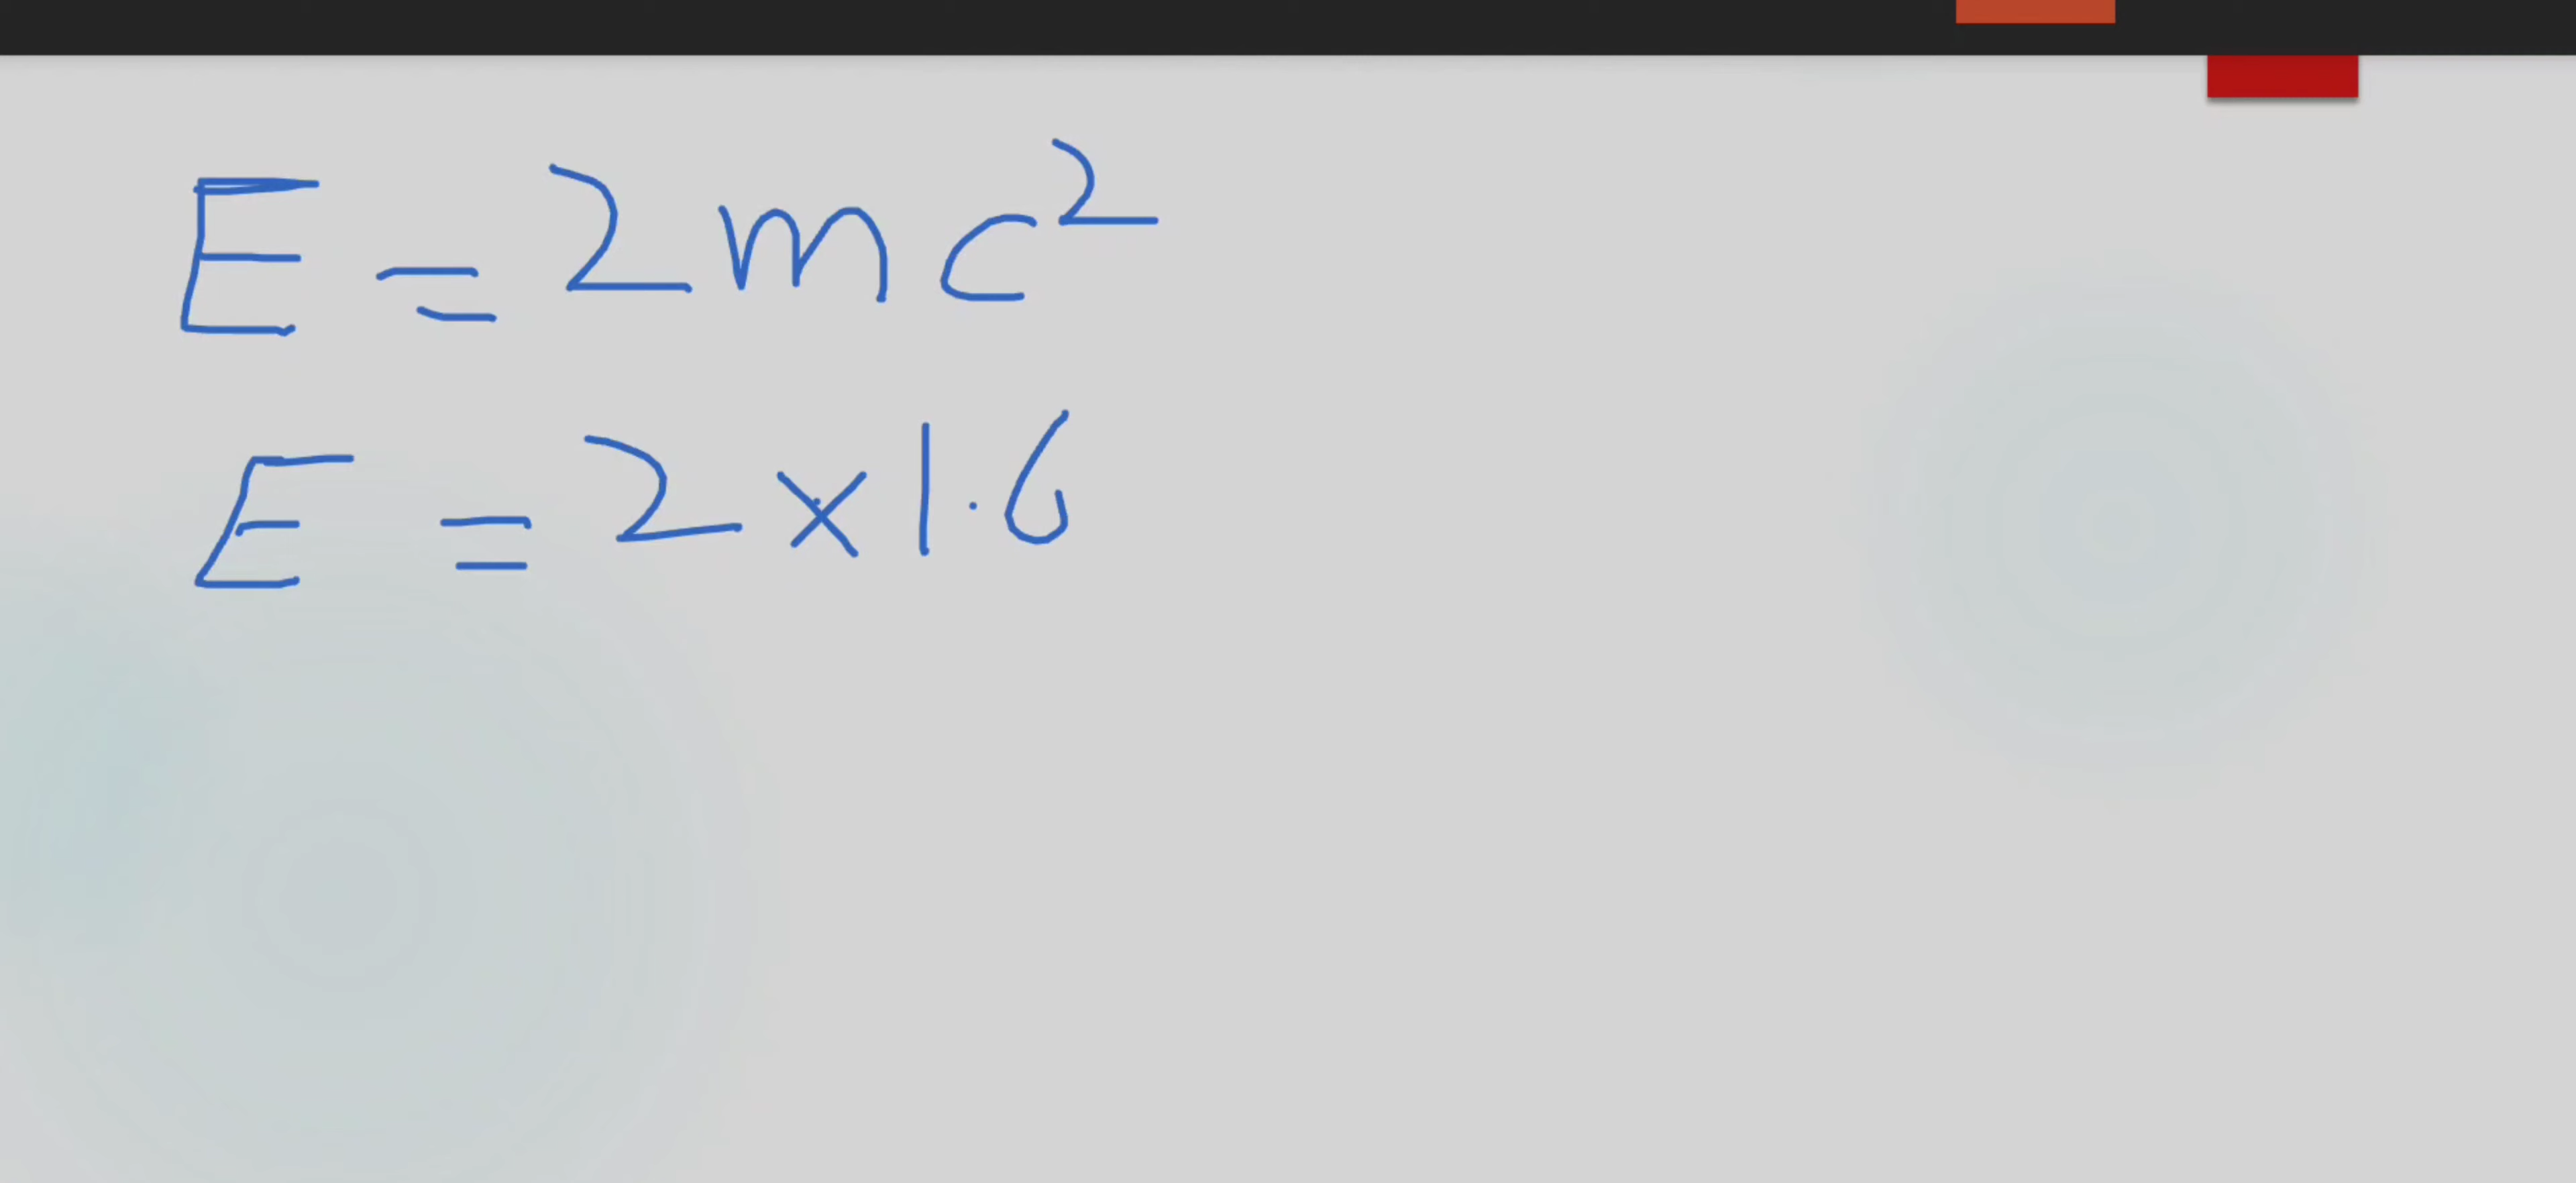 E = 2mc²
E = 2 × 1.6